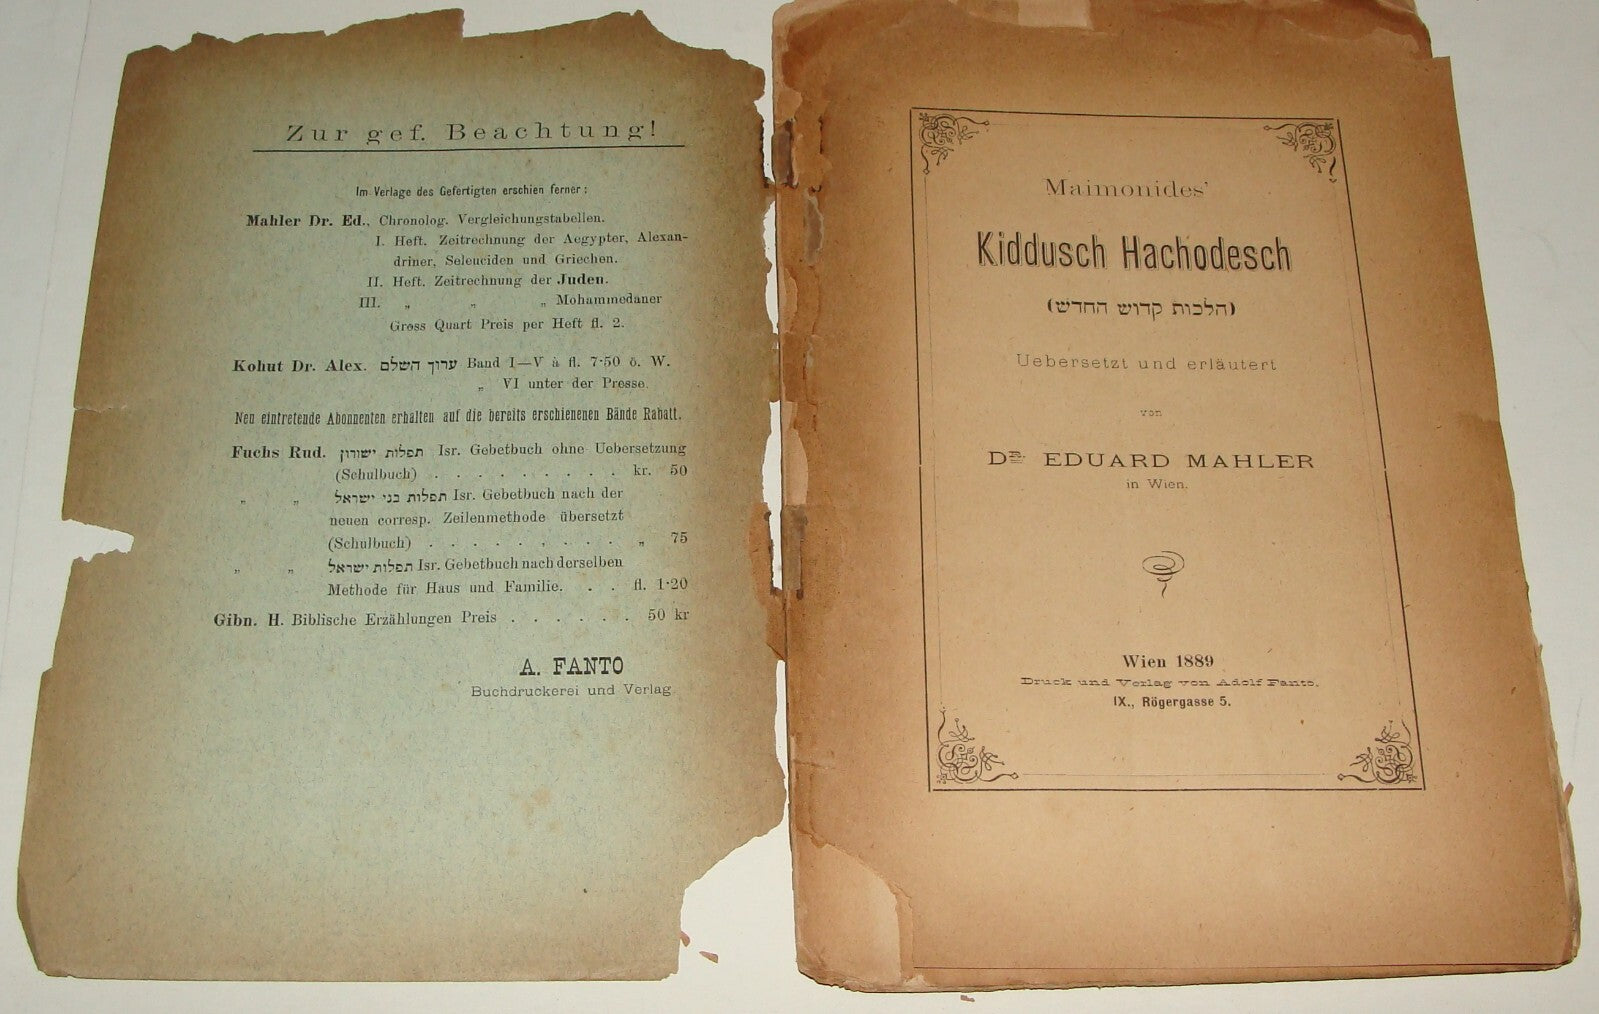 Zur gef. Beachtung!
Im Verlage des Gefertigten erschien ferner:
Mahler Dr. Ed., Chronolog. Vergleichungstabellen.
I. Heft. Zeitrechnung der Aegypter, Alexan-
driner, Seleuciden und Griechen.
II. Heft. Zeitrechnung der Juden.
III. „ „ „ Mohammedaner
Gross Quart Preis per Heft fl. 2.
Kohut Dr. Alex. ערוך השלם Band I—V à fl. 7·50 ö. W.
„ VI unter der Presse.
Neu eintretende Abonnenten erhalten auf die bereits erschienenen Bände Rabatt.
Fuchs Rud. תפלות ישורון Isr. Gebetbuch ohne Uebersetzung
(Schulbuch) . . . . . . . . . kr. 50
„ „ תפלות בני ישראל Isr. Gebetbuch nach der
neuen corresp. Zeilenmethode übersetzt
(Schulbuch) . . . . . . . . . „ 75
„ „ תפלות ישראל Isr. Gebetbuch nach derselben
Methode für Haus und Familie. . . fl. 1·20
Gibn. H. Biblische Erzählungen Preis . . . . . . 50 kr
A. FANTO
Buchdruckerei und Verlag
Maimonides'
Kiddusch Hachodesch
(הלכות קדוש החדש)
Uebersetzt und erläutert
von
DR. EDUARD MAHLER
in Wien.
Wien 1889
Druck und Verlag von Adolf Fanto.
IX., Rögergasse 5.